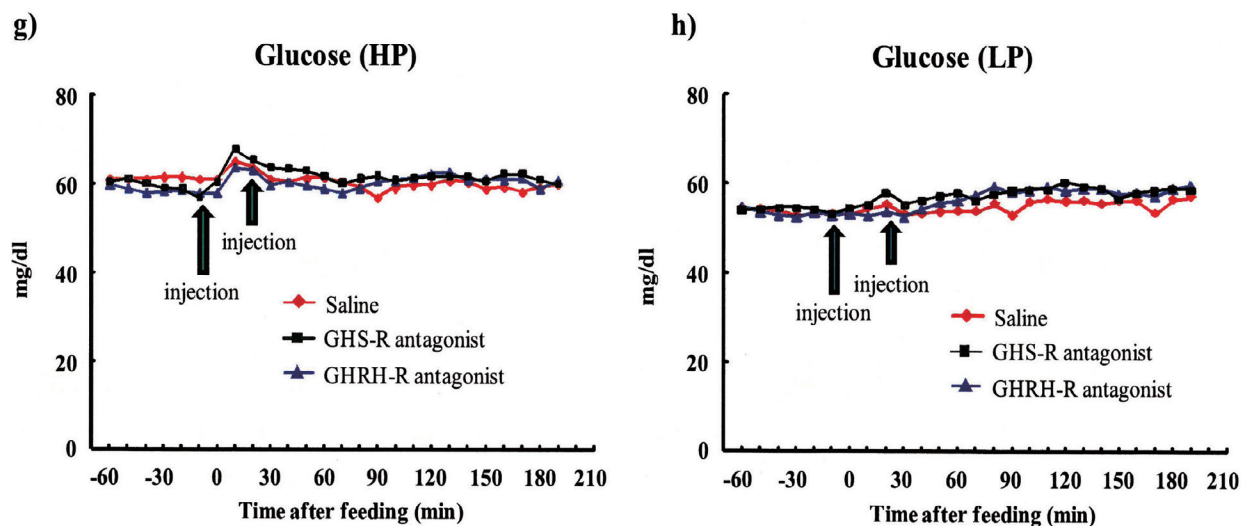 g)
Glucose (HP)
80
60
40
20
0
mg/dl
injection
injection
Saline
GHS-R antagonist
GHRH-R antagonist
-60 -30 0 30 60 90 120 150 180 210
Time after feeding (min)
h)
Glucose (LP)
80
60
40
20
0
mg/dl
injection
injection
Saline
GHS-R antagonist
GHRH-R antagonist
-60 -30 0 30 60 90 120 150 180 210
Time after feeding (min)